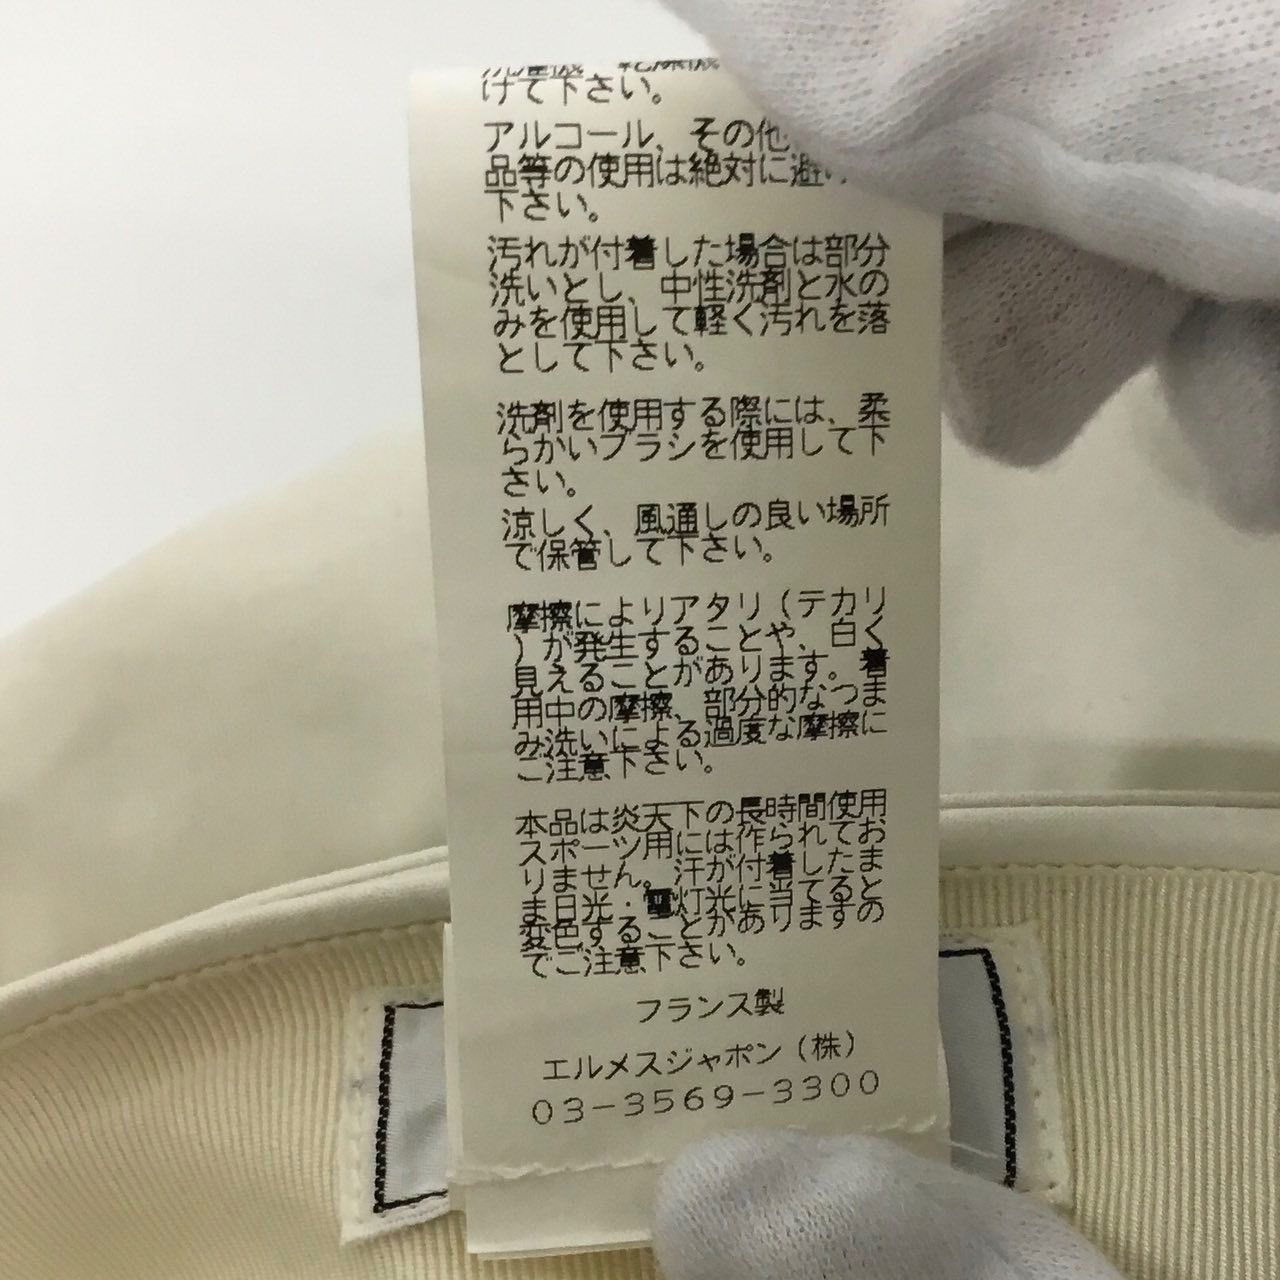 けて下さい。
アルコール、その他
品等の使用は絶対に避け
下さい。
汚れが付着した場合は部分
洗いとし、中性洗剤と水の
みを使用して軽く汚れを落
として下さい。
洗剤を使用する際には、柔
らかいブラシを使用して下
さい。
涼しく、風通しの良い場所
で保管して下さい。
摩擦によりアタリ（テカリ
）が発生することや、白く
見えることがあります。着
用中の摩擦、部分的なつま
み洗いによる過度な摩擦に
ご注意下さい。
本品は炎天下の長時間使用
スポーツ用には作られてお
りません。汗が付着したま
ま日光・電灯光に当てると
変色することがありますの
でご注意下さい。
フランス製
エルメスジャポン（株）
03-3569-3300